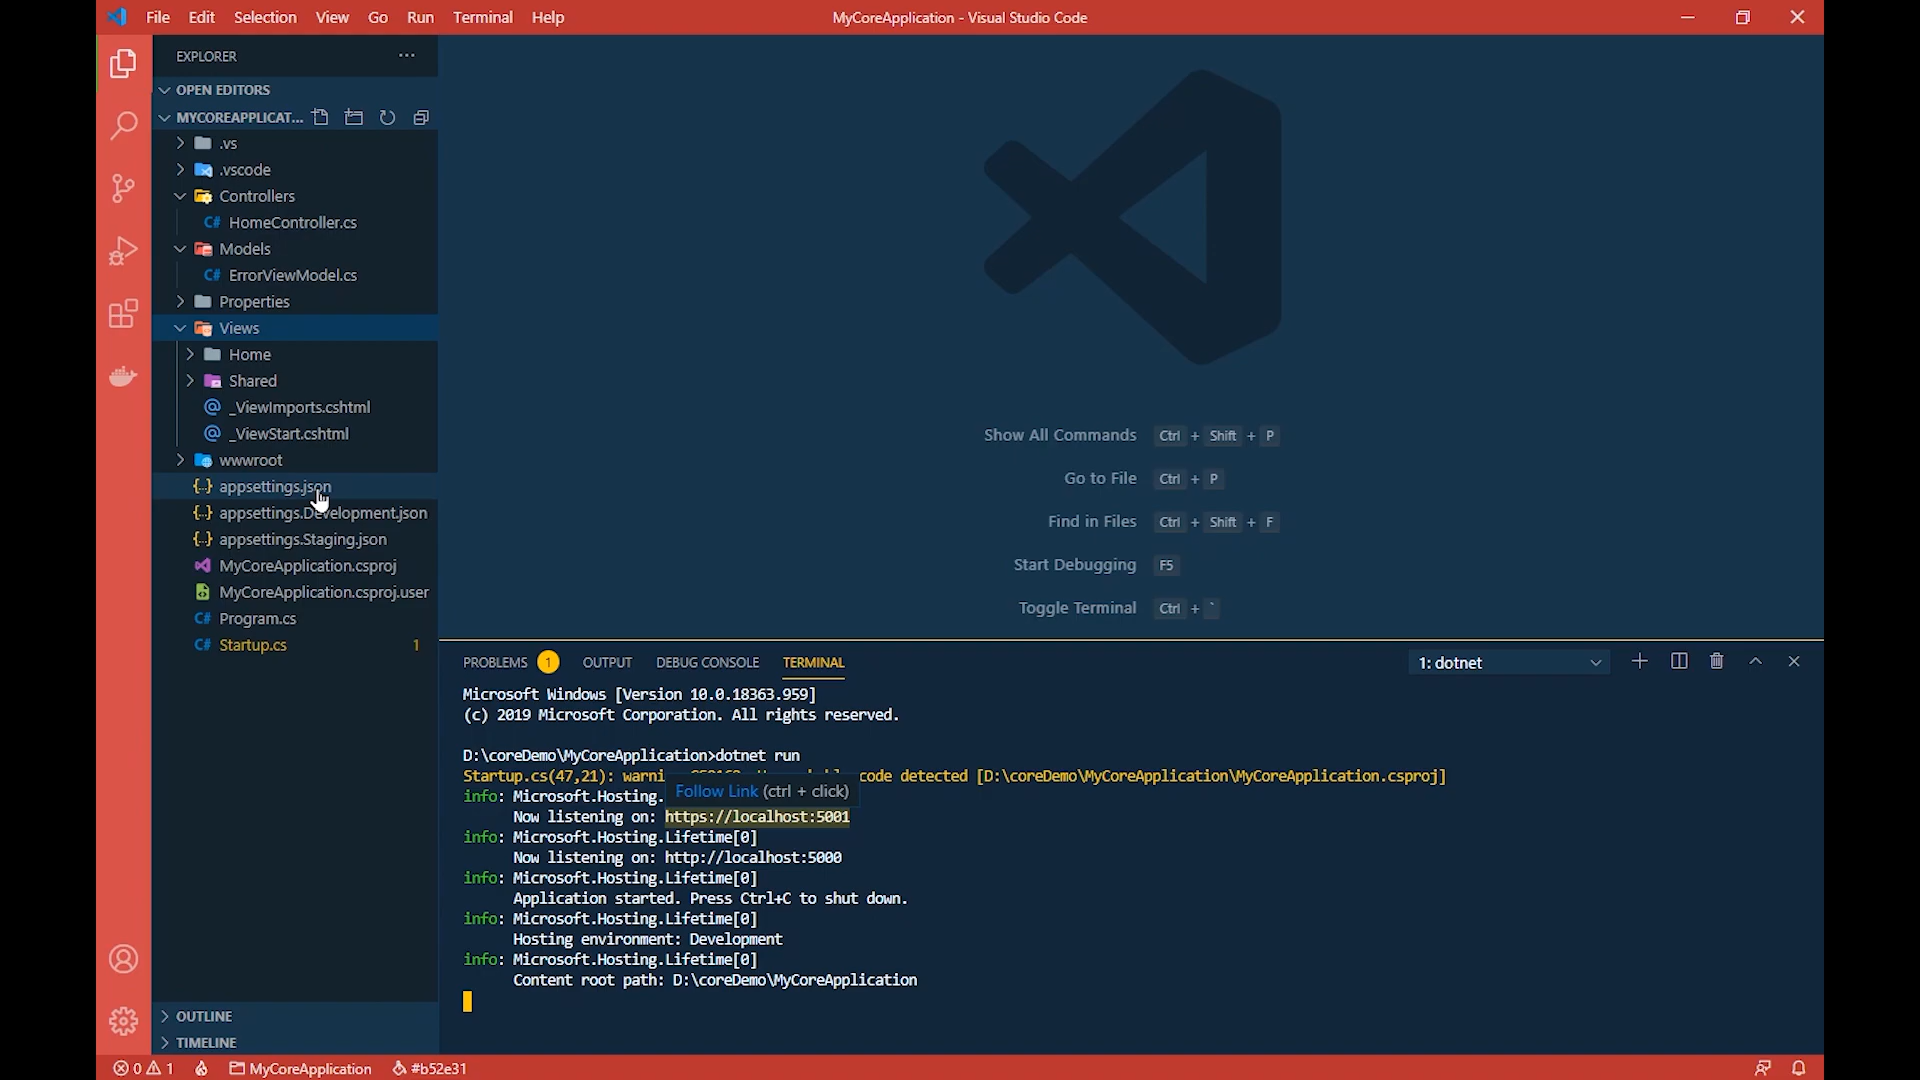 File Edit Selection View Go Run Terminal Help
MyCoreApplication - Visual Studio Code
EXPLORER
OPEN EDITORS
MYCOREAPPLICAT...
.vs
.vscode
Controllers
C# HomeController.cs
Models
C# ErrorViewModel.cs
Properties
Views
Home
Shared
@ _ViewImports.cshtml
@ _ViewStart.cshtml
wwwroot
{..} appsettings.json
{..} appsettings.Development.json
{..} appsettings.Staging.json
MyCoreApplication.csproj
MyCoreApplication.csproj.user
C# Program.cs
C# Startup.cs 1
OUTLINE
TIMELINE
Show All Commands Ctrl + Shift + P
Go to File Ctrl + P
Find in Files Ctrl + Shift + F
Start Debugging F5
Toggle Terminal Ctrl + `
PROBLEMS 1 OUTPUT DEBUG CONSOLE TERMINAL 1: dotnet
Microsoft Windows [Version 10.0.18363.959]
(c) 2019 Microsoft Corporation. All rights reserved.
D:\coreDemo\MyCoreApplication>dotnet run
Startup.cs(47,21): warni code detected [D:\coreDemo\MyCoreApplication\MyCoreApplication.csproj]
Follow Link (ctrl + click)
info: Microsoft.Hosting.
Now listening on: https://localhost:5001
info: Microsoft.Hosting.Lifetime[0]
Now listening on: http://localhost:5000
info: Microsoft.Hosting.Lifetime[0]
Application started. Press Ctrl+C to shut down.
info: Microsoft.Hosting.Lifetime[0]
Hosting environment: Development
info: Microsoft.Hosting.Lifetime[0]
Content root path: D:\coreDemo\MyCoreApplication
0 1 MyCoreApplication #b52e31